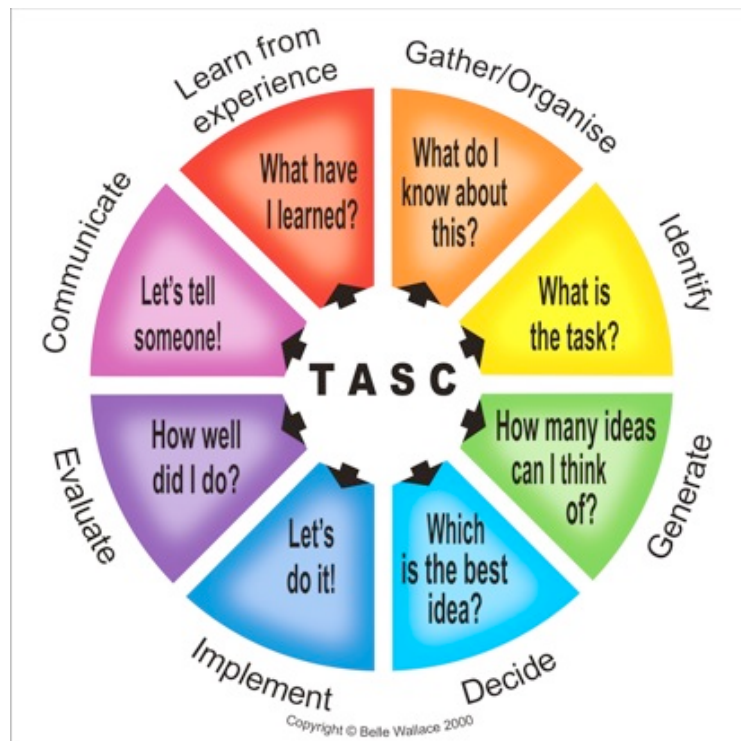 Gather/Organise
What do I
know about
this?
Identify
What is
the task?
Generate
How many ideas
can I think
of?
Decide
Which
is the best
idea?
Implement
Let's
do it!
Evaluate
How well
did I do?
Communicate
Let's tell
someone!
Learn from
experience
What have
I learned?
TASC
Copyright © Belle Wallace 2000